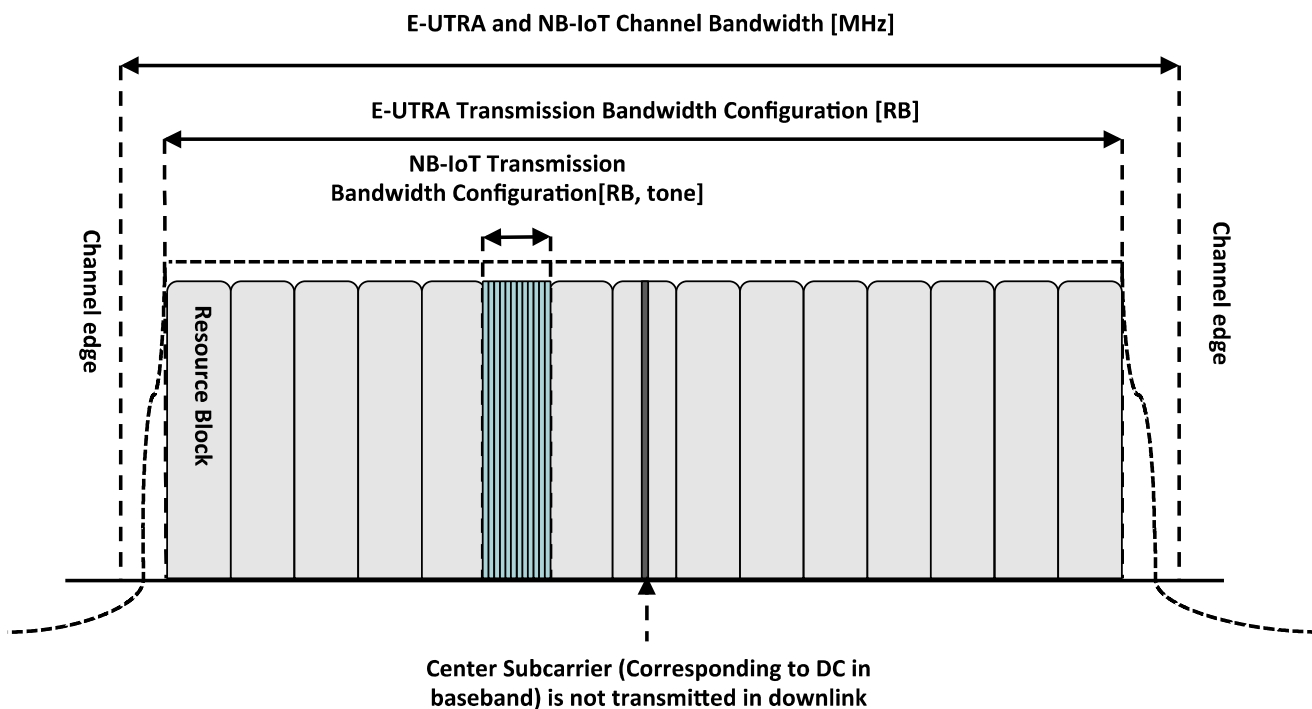 E-UTRA and NB-IoT Channel Bandwidth [MHz]
E-UTRA Transmission Bandwidth Configuration [RB]
NB-IoT Transmission
Bandwidth Configuration[RB, tone]
Channel edge
Resource Block
Channel edge
Center Subcarrier (Corresponding to DC in
baseband) is not transmitted in downlink